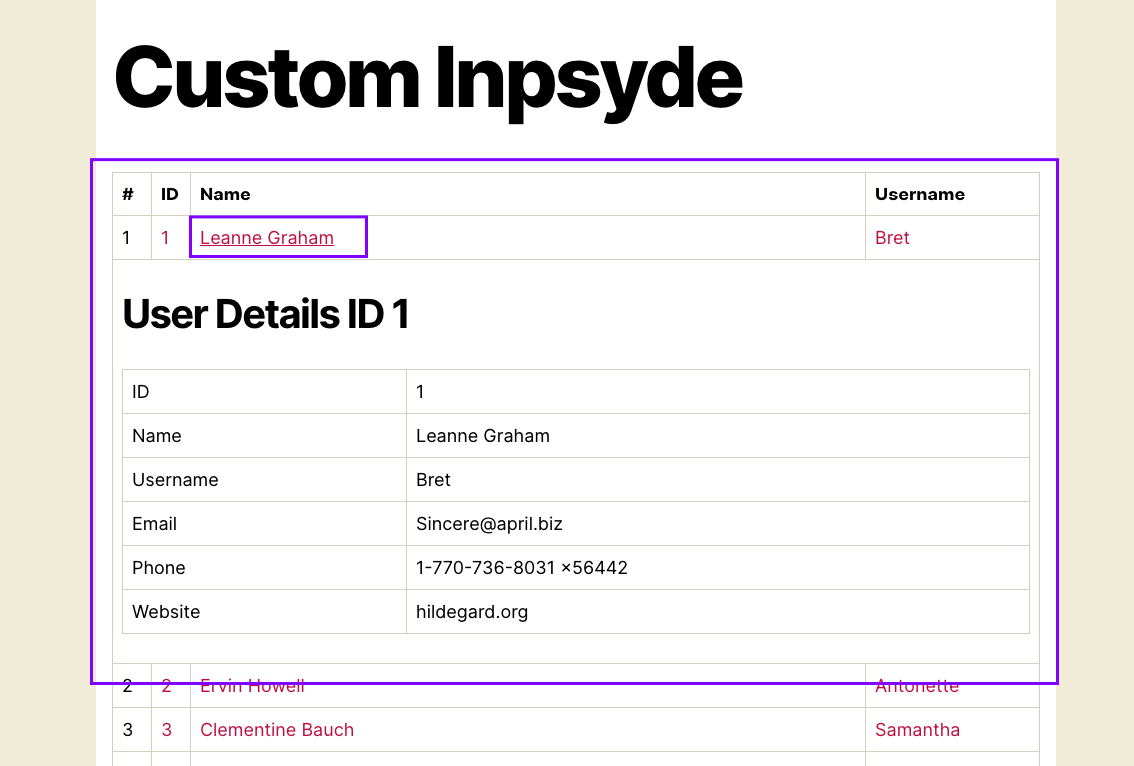 Custom Inpsyde
# ID Name Username
1 1 Leanne Graham Bret
User Details ID 1
ID 1
Name Leanne Graham
Username Bret
Email Sincere@april.biz
Phone 1-770-736-8031 ×56442
Website hildegard.org
2 2 Ervin Howell Antonette
3 3 Clementine Bauch Samantha